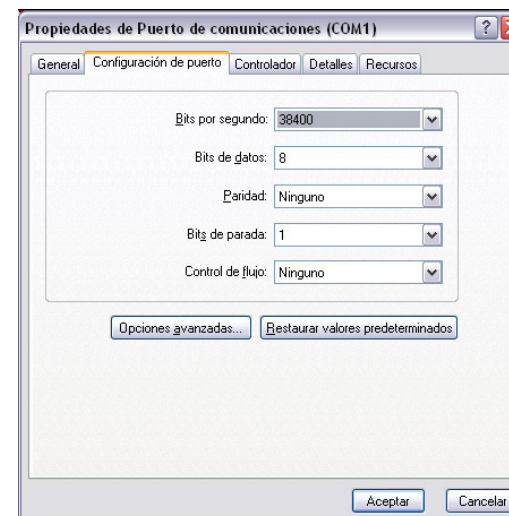 Propiedades de Puerto de comunicaciones (COM1) ?
General Configuración de puerto Controlador Detalles Recursos
Bits por segundo: 38400
Bits de datos: 8
Paridad: Ninguno
Bits de parada: 1
Control de flujo: Ninguno
Opciones avanzadas... Restaurar valores predeterminados
Aceptar Cancelar